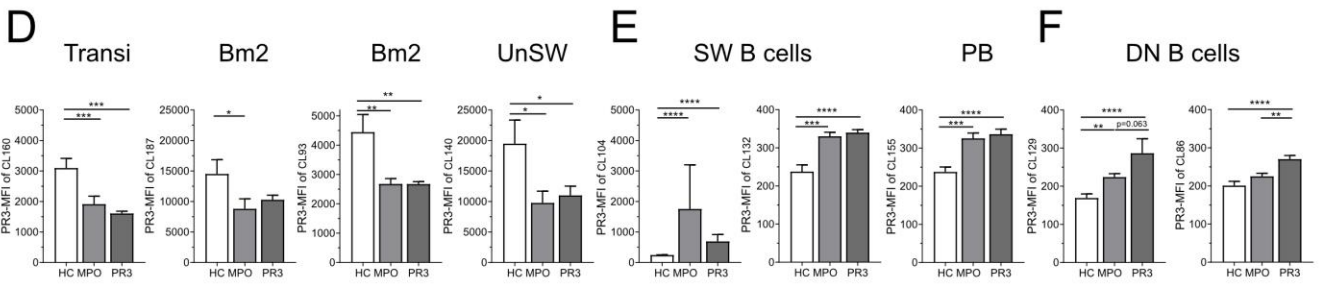 D
Transi
Bm2
Bm2
UnSW
E
SW B cells
PB
F
DN B cells
PR3-MFI of CL160
5000
4000
3000
2000
1000
0
***
***
HC MPO PR3
PR3-MFI of CL187
25000
20000
15000
10000
5000
0
*
HC MPO PR3
PR3-MFI of CL93
5000
4000
3000
2000
1000
0
**
**
HC MPO PR3
PR3-MFI of CL140
25000
20000
15000
10000
5000
0
*
*
HC MPO PR3
PR3-MFI of CL104
5000
4000
3000
2000
1000
0
****
****
HC MPO PR3
PR3-MFI of CL132
400
300
200
100
0
****
***
HC MPO PR3
PR3-MFI of CL155
400
300
200
100
0
****
***
HC MPO PR3
PR3-MFI of CL129
400
300
200
100
0
****
** p=0.063
HC MPO PR3
PR3-MFI of CL86
400
300
200
100
0
****
**
HC MPO PR3